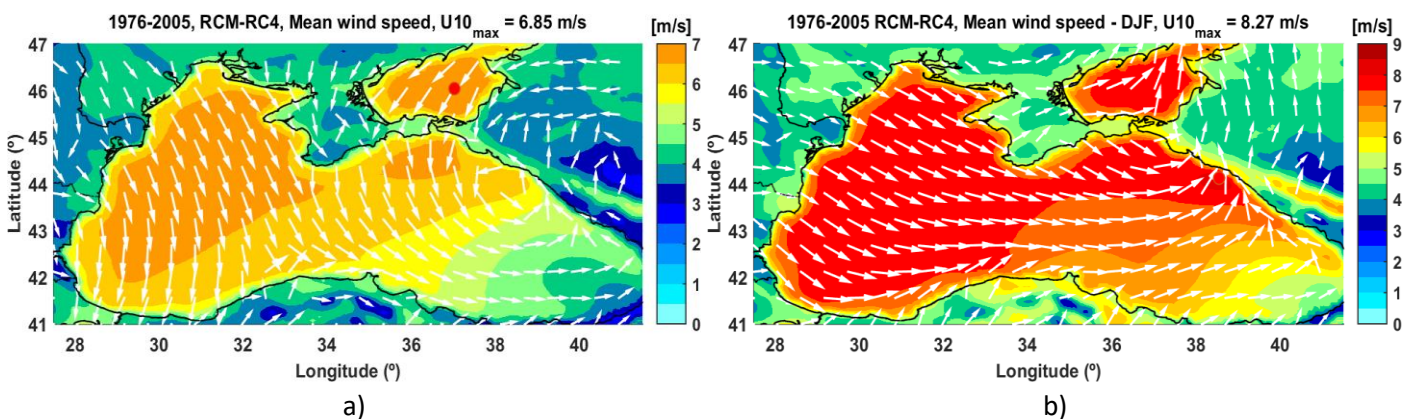 1976-2005, RCM-RC4, Mean wind speed, U10max = 6.85 m/s
[m/s]
47
46
45
44
43
42
41
Latitude (º)
28 30 32 34 36 38 40
Longitude (º)
7
6
5
4
3
2
1
0
a)
1976-2005 RCM-RC4, Mean wind speed - DJF, U10max = 8.27 m/s
[m/s]
47
46
45
44
43
42
41
Latitude (º)
28 30 32 34 36 38 40
Longitude (º)
9
8
7
6
5
4
3
2
1
0
b)